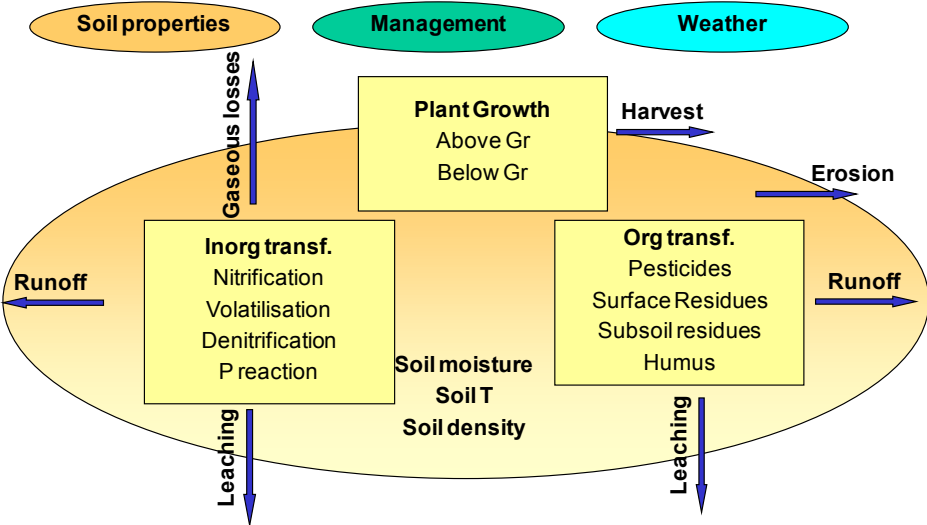 Soil properties
Management
Weather
Gaseous losses
Plant Growth
Above Gr
Below Gr
Harvest
Erosion
Inorg transf.
Nitrification
Volatilisation
Denitrification
P reaction
Org transf.
Pesticides
Surface Residues
Subsoil residues
Humus
Runoff
Runoff
Soil moisture
Soil T
Soil density
Leaching
Leaching